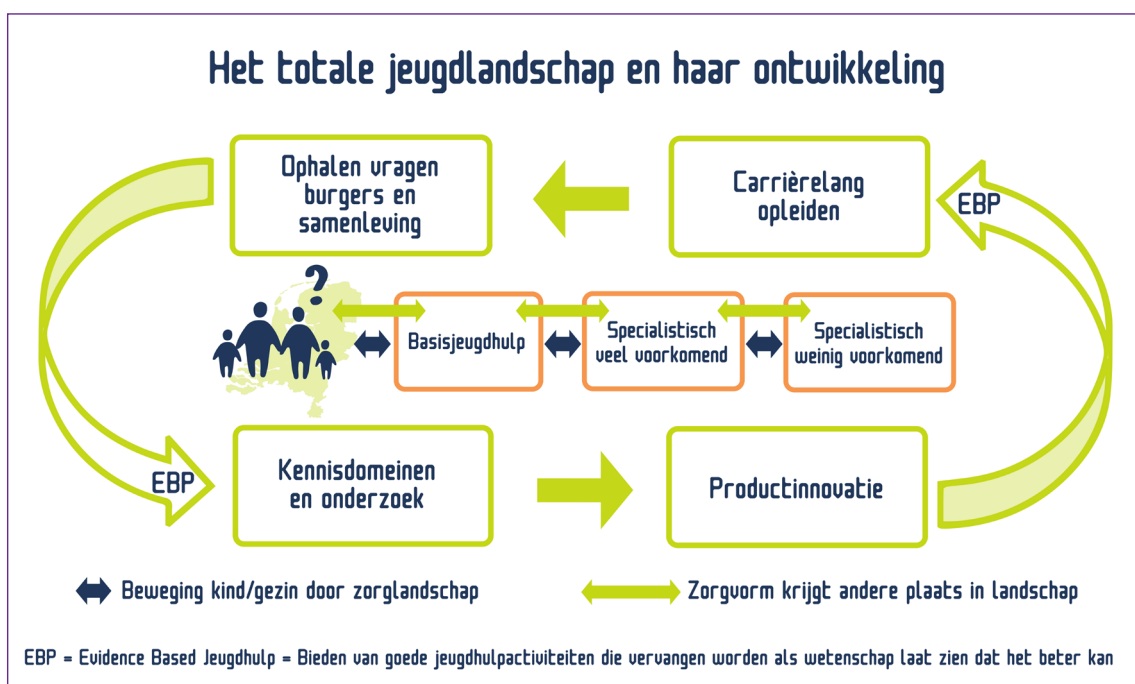 Het totale jeugdlandschap en haar ontwikkeling
Ophalen vragen
burgers en
samenleving
Carrièrelang
opleiden
EBP
?
Basisjeugdhulp
Specialistisch
veel voorkomend
Specialistisch
weinig voorkomend
EBP
Kennisdomeinen
en onderzoek
Productinnovatie
Beweging kind/gezin door zorglandschap
Zorgvorm krijgt andere plaats in landschap
EBP = Evidence Based Jeugdhulp = Bieden van goede jeugdhulpactiviteiten die vervangen worden als wetenschap laat zien dat het beter kan